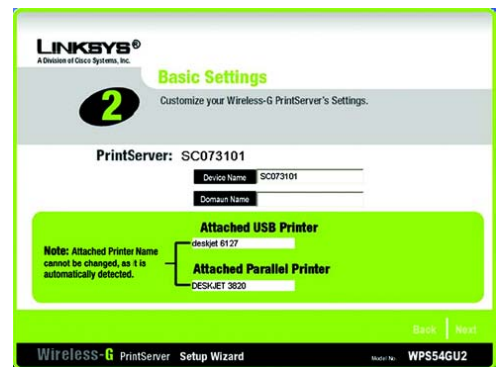 LINKSYS®
A Division of Cisco Systems, Inc.
Basic Settings
2
Customize your Wireless-G PrintServer's Settings.
PrintServer: SC073101
Device Name SC073101
Domaun Name
Attached USB Printer
deskjet 6127
Note: Attached Printer Name
cannot be changed, as it is
automatically detected.
Attached Parallel Printer
DESKJET 3820
Back Next
Wireless-G PrintServer Setup Wizard Model No. WPS54GU2